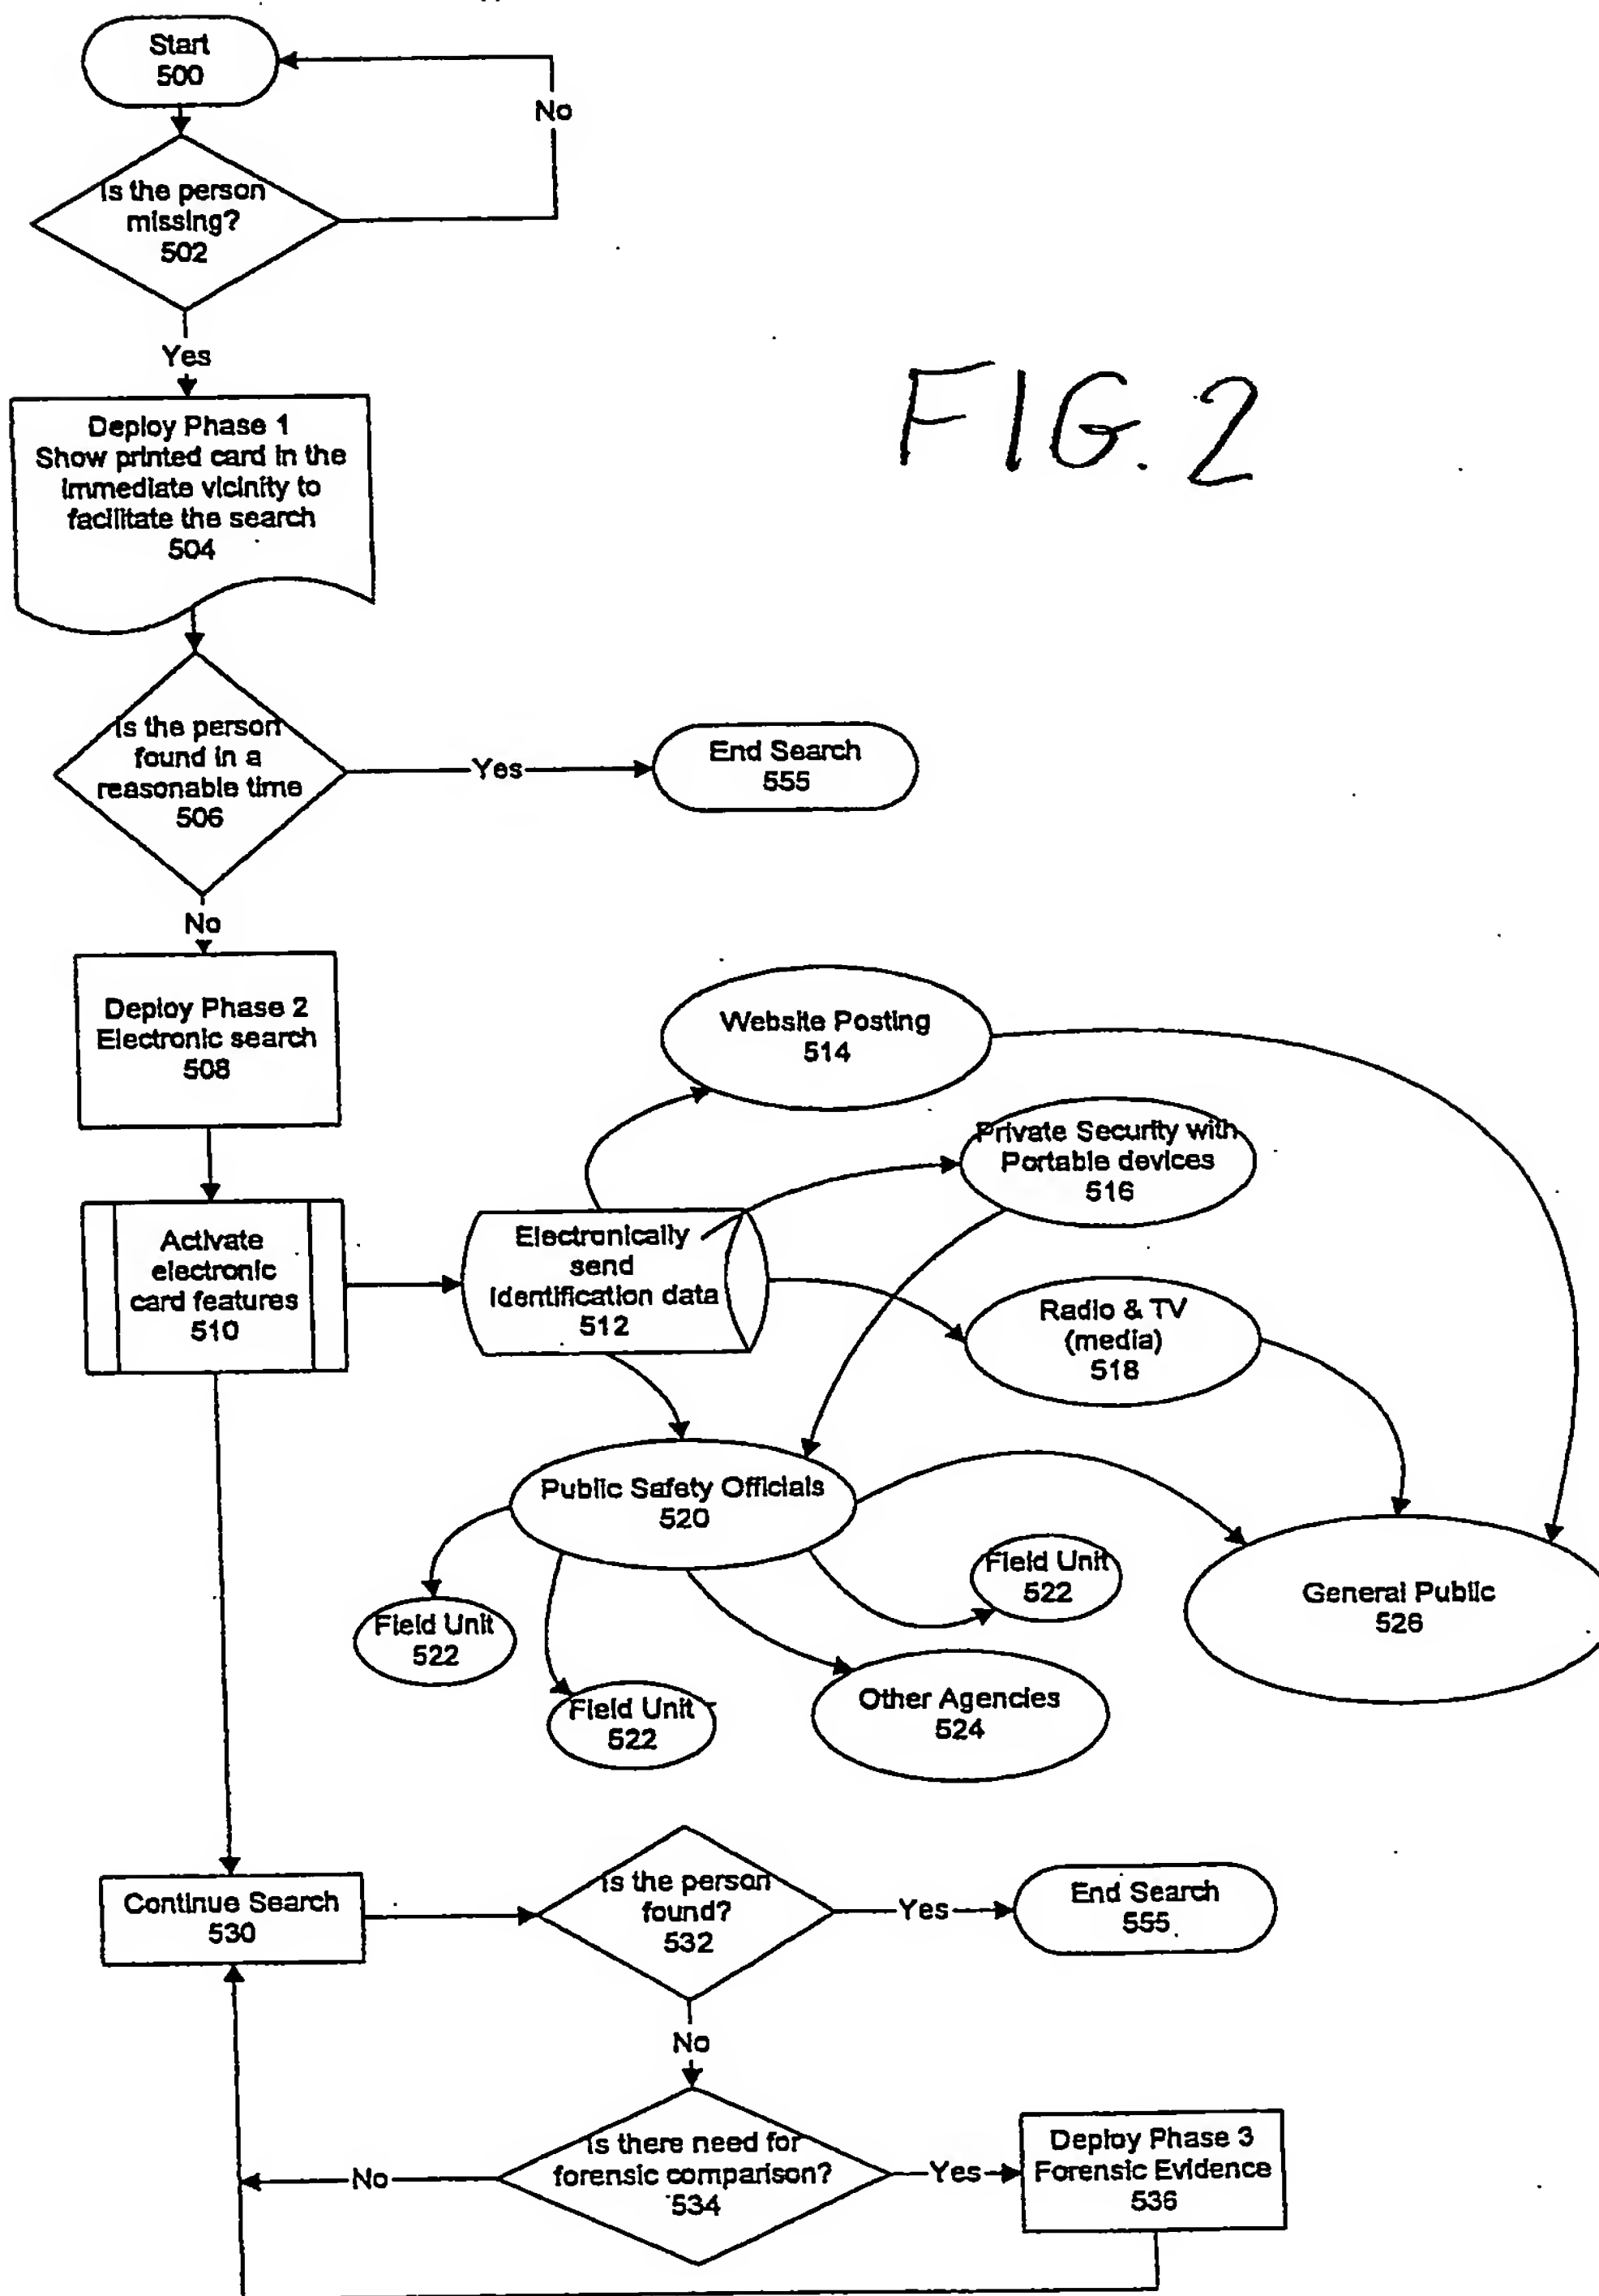 Start
500
No
Is the person
missing?
502
Yes
FIG. 2
Deploy Phase 1
Show printed card in the
immediate vicinity to
facilitate the search
504
Is the person
found in a
reasonable time
506
Yes
End Search
555
No
Deploy Phase 2
Electronic search
508
Website Posting
514
Private Security with
Portable devices
516
Activate
electronic
card features
510
Electronically
send
identification data
512
Radio & TV
(media)
518
Public Safety Officials
520
Field Unit
522
General Public
526
Field Unit
522
Field Unit
522
Other Agencies
524
Continue Search
530
Is the person
found?
532
Yes
End Search
555
No
Is there need for
forensic comparison?
534
No
Yes
Deploy Phase 3
Forensic Evidence
536